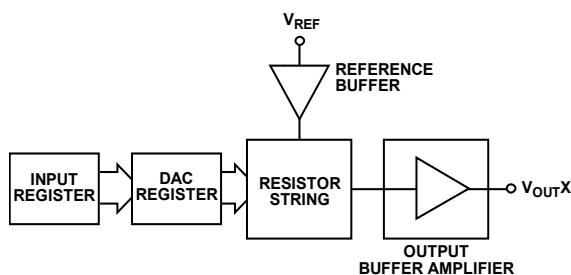 VREF
REFERENCE
BUFFER
INPUT
REGISTER
DAC
REGISTER
RESISTOR
STRING
VOUTX
OUTPUT
BUFFER AMPLIFIER